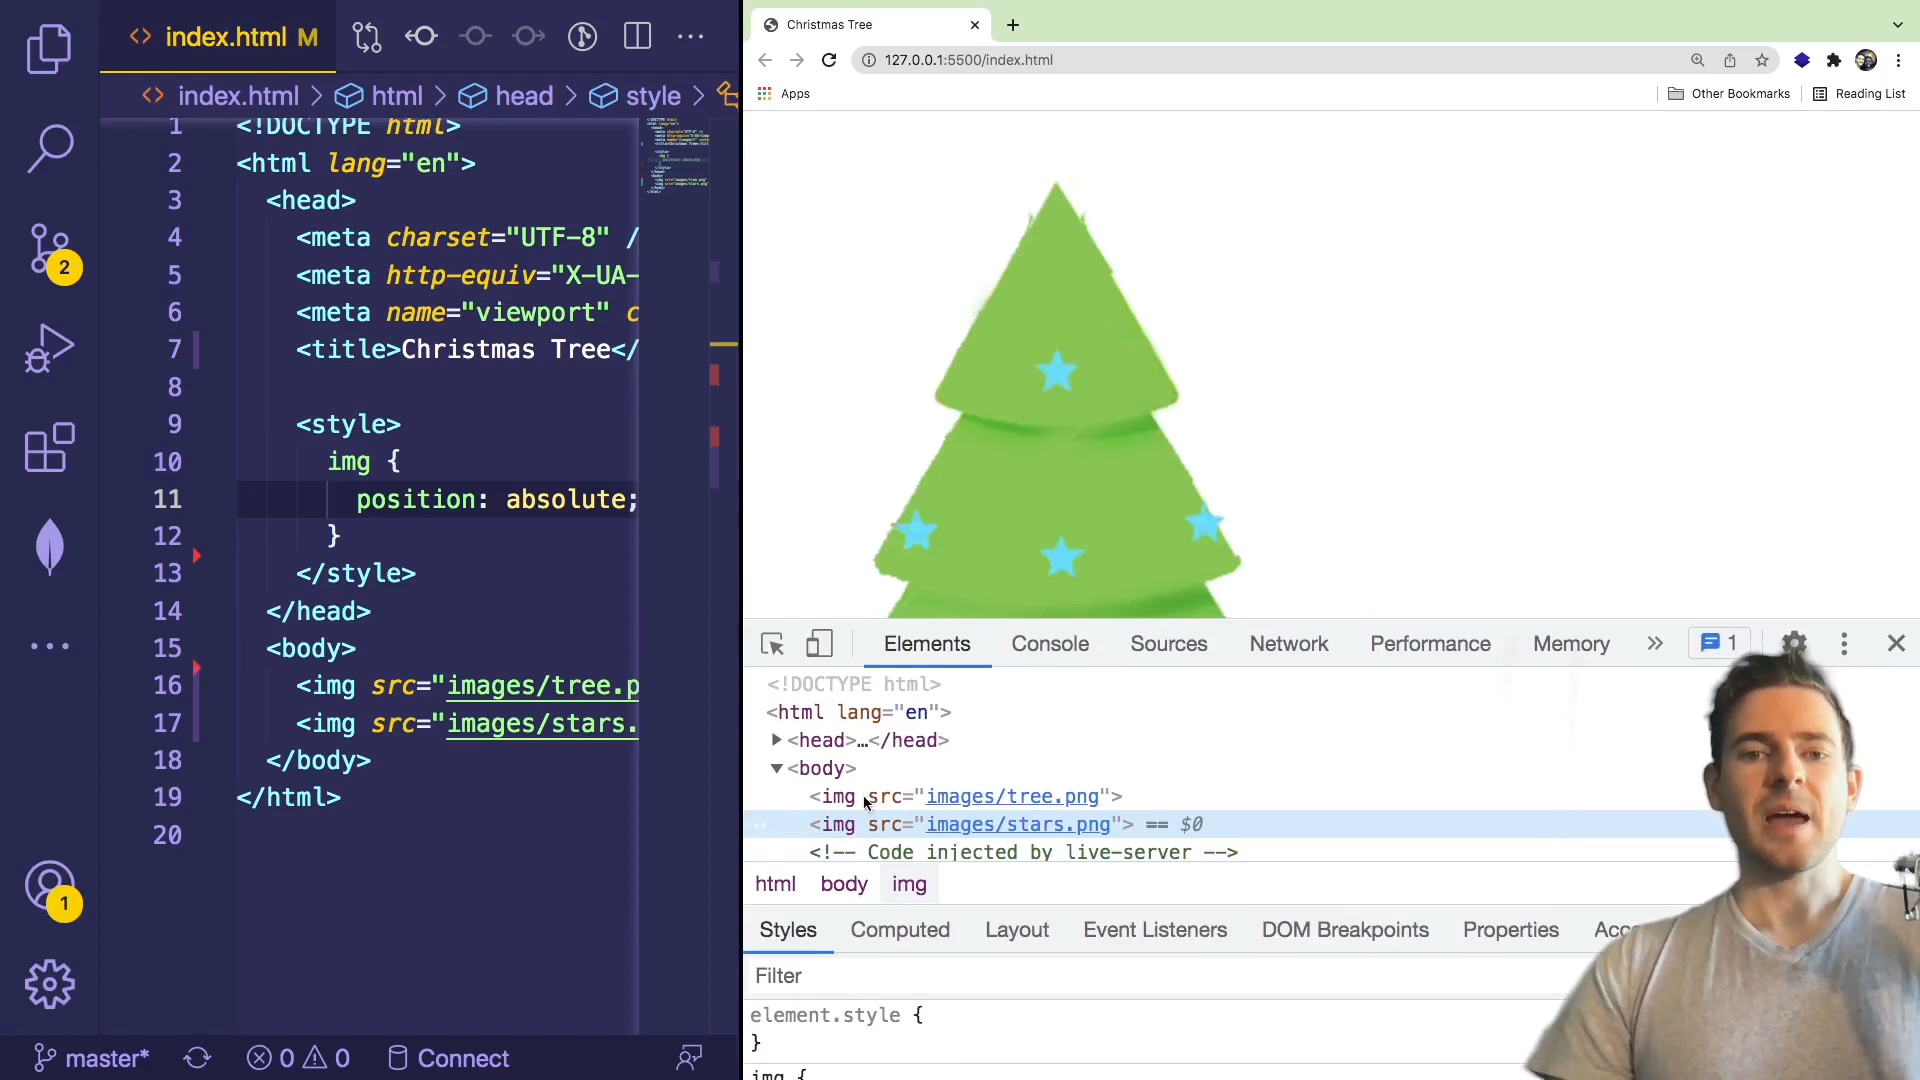 index.html M
index.html > html > head > style >
1 <!DOCTYPE html>
2 <html lang="en">
3 <head>
4 <meta charset="UTF-8" /
5 <meta http-equiv="X-UA-
6 <meta name="viewport" c
7 <title>Christmas Tree</
8
9 <style>
10 img {
11 position: absolute;
12 }
13 </style>
14 </head>
15 <body>
16 <img src="images/tree.p
17 <img src="images/stars.
18 </body>
19 </html>
20
2
1
master* 0 0 Connect
Christmas Tree
127.0.0.1:5500/index.html
Apps Other Bookmarks Reading List
Elements Console Sources Network Performance Memory 1
<!DOCTYPE html>
<html lang="en">
<head>…</head>
<body>
<img src="images/tree.png">
<img src="images/stars.png"> == $0
<!-- Code injected by live-server -->
html body img
Styles Computed Layout Event Listeners DOM Breakpoints Properties Acc
Filter
element.style {
}
img {